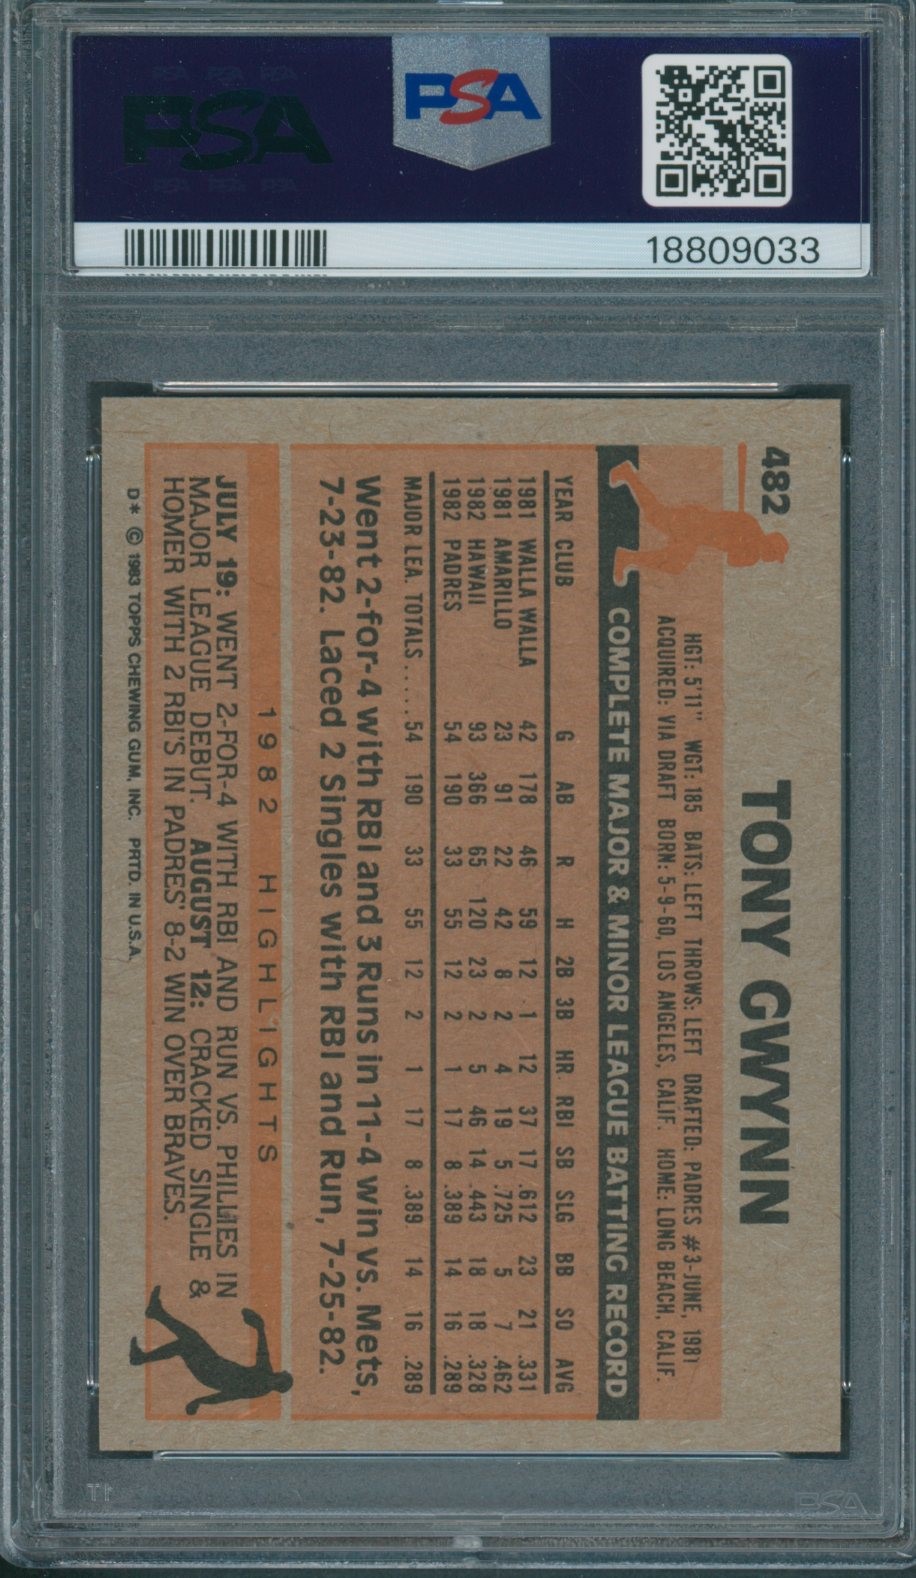 PSA
PSA
18809033
482
TONY GWYNN
HGT: 5'11" WGT: 185 BATS: LEFT THROWS: LEFT DRAFTED: PADRES #3-JUNE, 1981
ACQUIRED: VIA DRAFT BORN: 5-9-60, LOS ANGELES, CALIF. HOME: LONG BEACH, CALIF.
COMPLETE MAJOR & MINOR LEAGUE BATTING RECORD
YEAR CLUB G AB R H 2B 3B HR RBI SB SLG BB SO AVG
1981 WALLA WALLA 42 178 46 59 12 1 12 37 17 .612 23 21 .331
1981 AMARILLO 23 91 22 42 8 2 4 19 5 .725 5 7 .462
1982 HAWAII 93 366 65 120 23 2 5 46 14 .443 18 18 .328
1982 PADRES 54 190 33 55 12 2 1 17 8 .389 14 16 .289
MAJOR LEA. TOTALS.... 54 190 33 55 12 2 1 17 8 .389 14 16 .289
Went 2-for-4 with RBI and 3 Runs in 11-4 win vs. Mets,
7-23-82. Laced 2 Singles with RBI and Run, 7-25-82.
1982 HIGHLIGHTS
JULY 19: WENT 2-FOR-4 WITH RBI AND RUN VS. PHILLIES IN
MAJOR LEAGUE DEBUT. AUGUST 12: CRACKED SINGLE &
HOMER WITH 2 RBI'S IN PADRES' 8-2 WIN OVER BRAVES.
D* © 1983 TOPPS CHEWING GUM, INC. PRTD. IN U.S.A.
PSA